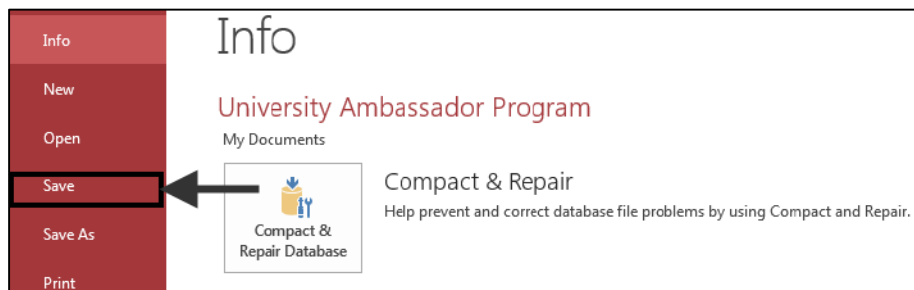 Info
New
Open
Save
Save As
Print
Info
University Ambassador Program
My Documents
Compact &
Repair Database
Compact & Repair
Help prevent and correct database file problems by using Compact and Repair.